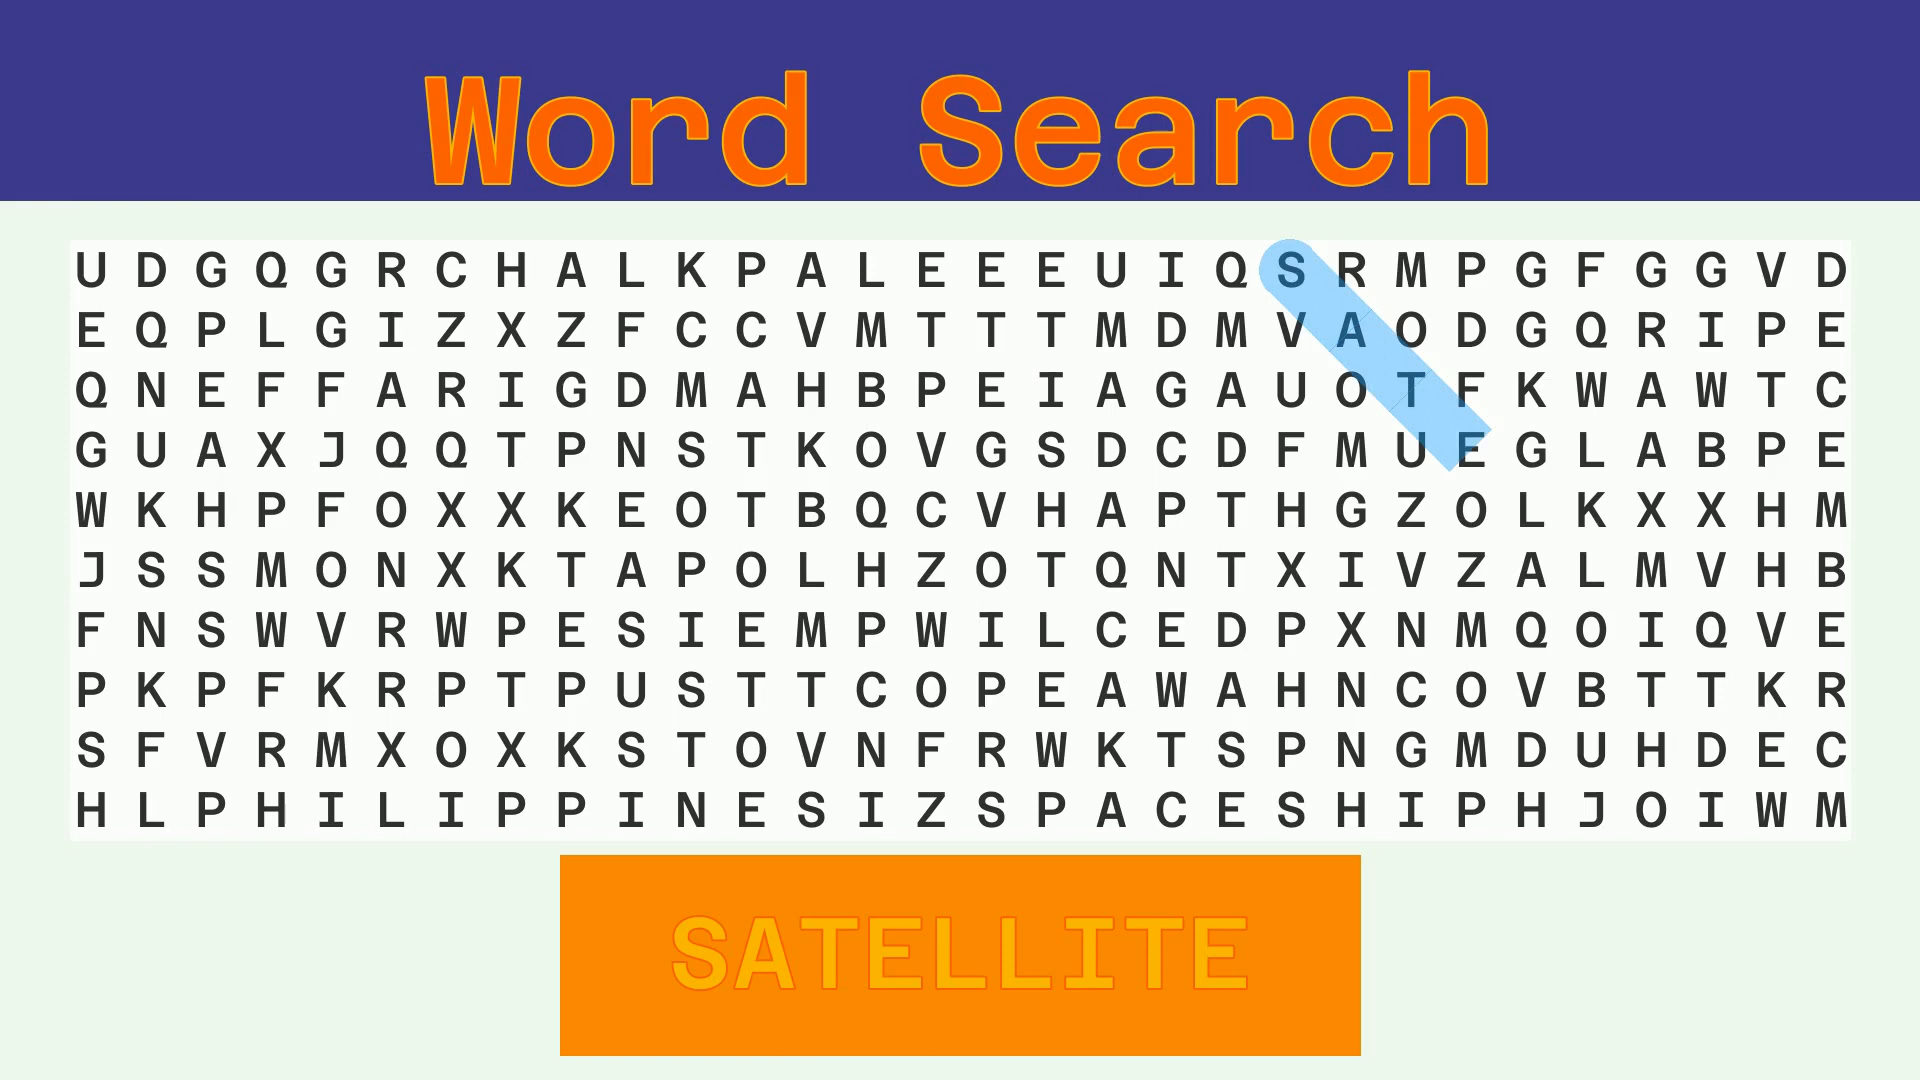 Word Search
U D G Q G R C H A L K P A L E E E U I Q S R M P G F G G V D
E Q P L G I Z X Z F C C V M T T T M D M V A O D G Q R I P E
Q N E F F A R I G D M A H B P E I A G A U O T F K W A W T C
G U A X J Q Q T P N S T K O V G S D C D F M U E G L A B P E
W K H P F O X X K E O T B Q C V H A P T H G Z O L K X X H M
J S S M O N X K T A P O L H Z O T Q N T X I V Z A L M V H B
F N S W V R W P E S I E M P W I L C E D P X N M Q O I Q V E
P K P F K R P T P U S T T C O P E A W A H N C O V B T T K R
S F V R M X O X K S T O V N F R W K T S P N G M D U H D E C
H L P H I L I P P I N E S I Z S P A C E S H I P H J O I W M
SATELLITE